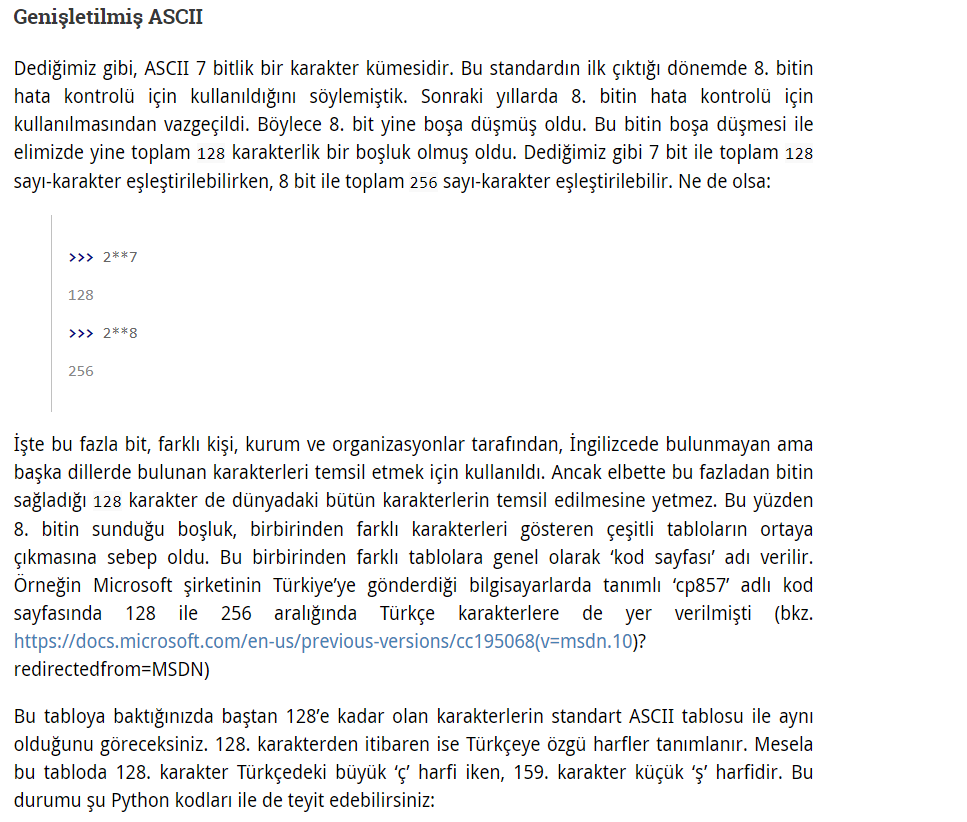 Genişletilmiş ASCII
Dediğimiz gibi, ASCII 7 bitlik bir karakter kümesidir. Bu standardın ilk çıktığı dönemde 8. bitin
hata kontrolü için kullanıldığını söylemiştik. Sonraki yıllarda 8. bitin hata kontrolü için
kullanılmasından vazgeçildi. Böylece 8. bit yine boşa düşmüş oldu. Bu bitin boşa düşmesi ile
elimizde yine toplam 128 karakterlik bir boşluk olmuş oldu. Dediğimiz gibi 7 bit ile toplam 128
sayı-karakter eşleştirilebilirken, 8 bit ile toplam 256 sayı-karakter eşleştirilebilir. Ne de olsa:
>>> 2**7
128
>>> 2**8
256
İşte bu fazla bit, farklı kişi, kurum ve organizasyonlar tarafından, İngilizcede bulunmayan ama
başka dillerde bulunan karakterleri temsil etmek için kullanıldı. Ancak elbette bu fazladan bitin
sağladığı 128 karakter de dünyadaki bütün karakterlerin temsil edilmesine yetmez. Bu yüzden
8. bitin sunduğu boşluk, birbirinden farklı karakterleri gösteren çeşitli tabloların ortaya
çıkmasına sebep oldu. Bu birbirinden farklı tablolara genel olarak ‘kod sayfası’ adı verilir.
Örneğin Microsoft şirketinin Türkiye’ye gönderdiği bilgisayarlarda tanımlı ‘cp857’ adlı kod
sayfasında 128 ile 256 aralığında Türkçe karakterlere de yer verilmişti (bkz.
https://docs.microsoft.com/en-us/previous-versions/cc195068(v=msdn.10)?
redirectedfrom=MSDN)
Bu tabloya baktığınızda baştan 128’e kadar olan karakterlerin standart ASCII tablosu ile aynı
olduğunu göreceksiniz. 128. karakterden itibaren ise Türkçeye özgü harfler tanımlanır. Mesela
bu tabloda 128. karakter Türkçedeki büyük ‘ç’ harfi iken, 159. karakter küçük ‘ş’ harfidir. Bu
durumu şu Python kodları ile de teyit edebilirsiniz: